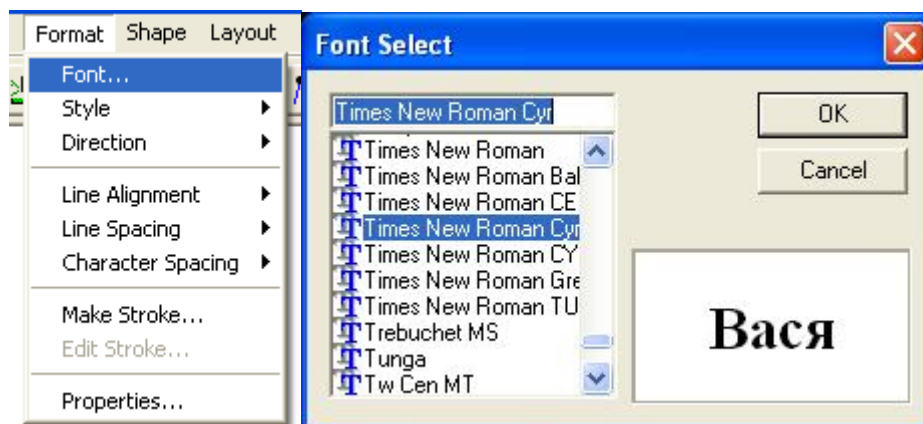 Format Shape Layout
Font...
Style
Direction
Line Alignment
Line Spacing
Character Spacing
Make Stroke...
Edit Stroke...
Properties...
Font Select
Times New Roman Cyr
OK
Cancel
Times New Roman
Times New Roman Bal
Times New Roman CE
Times New Roman Cyr
Times New Roman CY
Times New Roman Gre
Times New Roman TU
Trebuchet MS
Tunga
Tw Cen MT
Вася